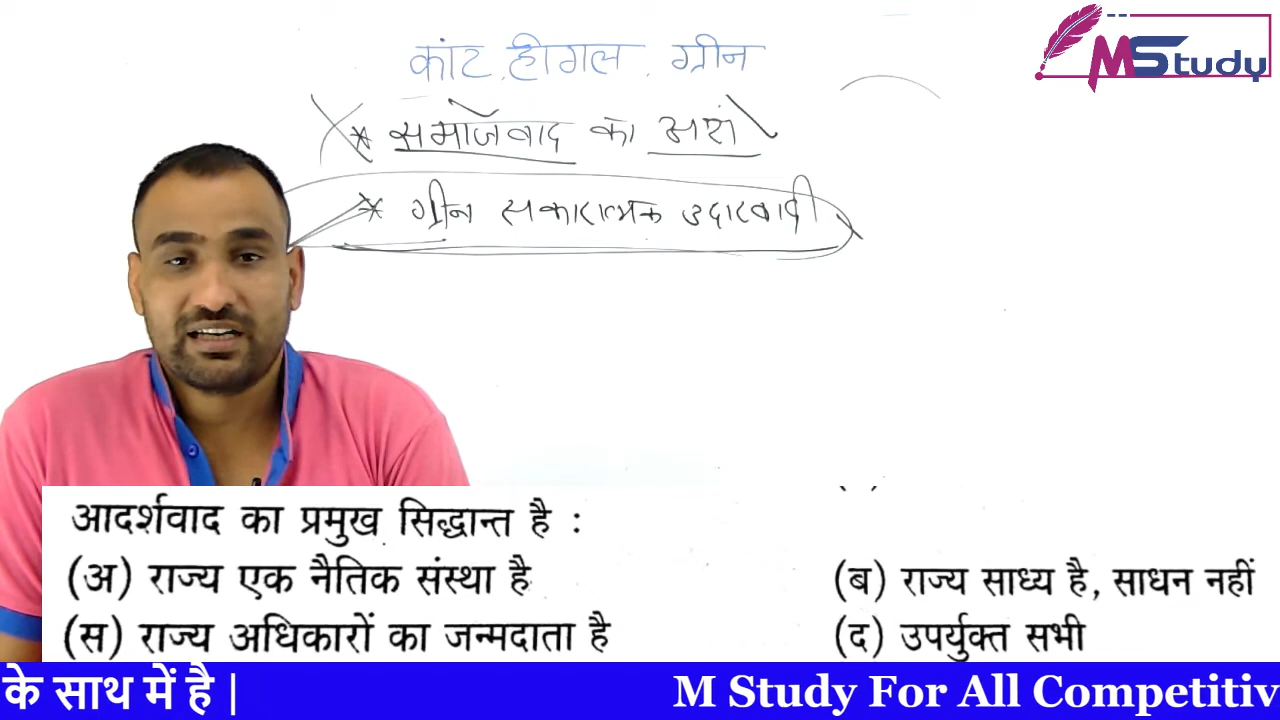 MStudy
कांट, हीगल, ग्रीन
* समाजवाद का
* ग्रीन सकारात्मक उदारवादी
आदर्शवाद का प्रमुख सिद्धान्त है :
(अ) राज्य एक नैतिक संस्था है
(ब) राज्य साध्य है, साधन नहीं
(स) राज्य अधिकारों का जन्मदाता है
(द) उपर्युक्त सभी
के साथ में है | M Study For All Competitiv